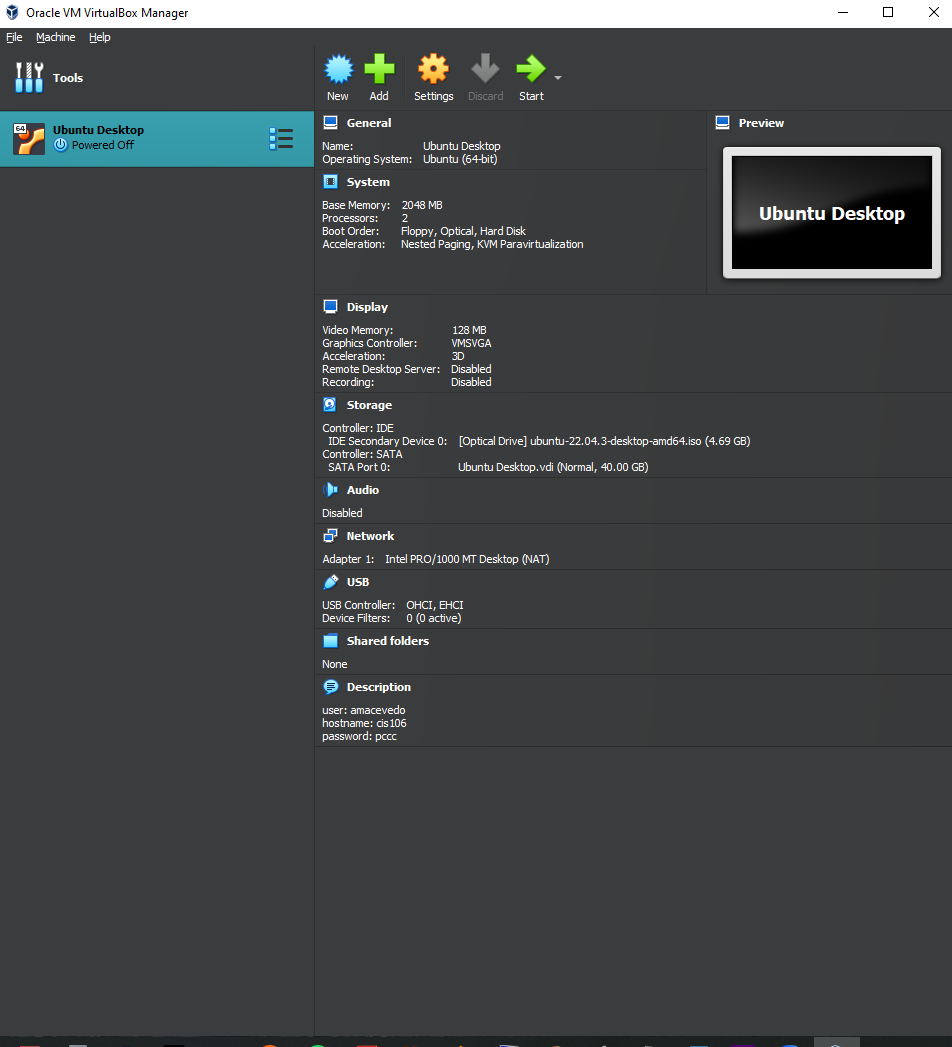 Oracle VM VirtualBox Manager
File Machine Help
Tools
New Add Settings Discard Start
64
Ubuntu Desktop
Powered Off
General
Name: Ubuntu Desktop
Operating System: Ubuntu (64-bit)
Preview
Ubuntu Desktop
System
Base Memory: 2048 MB
Processors: 2
Boot Order: Floppy, Optical, Hard Disk
Acceleration: Nested Paging, KVM Paravirtualization
Display
Video Memory: 128 MB
Graphics Controller: VMSVGA
Acceleration: 3D
Remote Desktop Server: Disabled
Recording: Disabled
Storage
Controller: IDE
IDE Secondary Device 0: [Optical Drive] ubuntu-22.04.3-desktop-amd64.iso (4.69 GB)
Controller: SATA
SATA Port 0: Ubuntu Desktop.vdi (Normal, 40.00 GB)
Audio
Disabled
Network
Adapter 1: Intel PRO/1000 MT Desktop (NAT)
USB
USB Controller: OHCI, EHCI
Device Filters: 0 (0 active)
Shared folders
None
Description
user: amacevedo
hostname: cis106
password: pccc